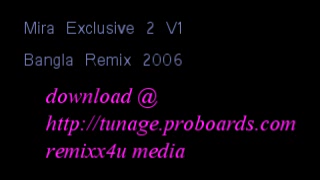 Mira Exclusive 2 V1
Bangla Remix 2006
download @
http://tunage.proboards.com
remixx4u media